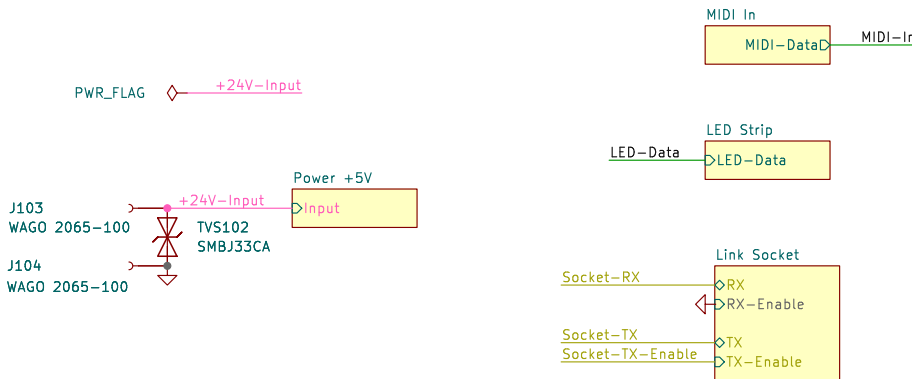 MIDI In
MIDI-Data
MIDI-In
PWR_FLAG
+24V-Input
LED Strip
LED-Data
LED-Data
Power +5V
+24V-Input
Input
J103
WAGO 2065-100
TVS102
SMBJ33CA
J104
WAGO 2065-100
Link Socket
Socket-RX
RX
RX-Enable
Socket-TX
TX
Socket-TX-Enable
TX-Enable